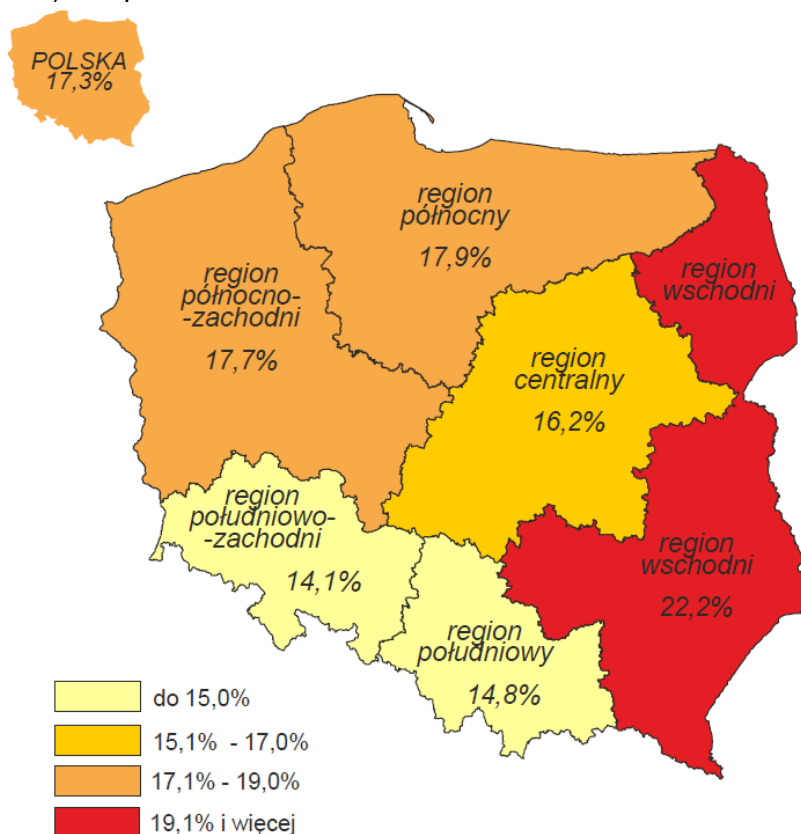 POLSKA
17,3%
region
północny
17,9%
region
północno-
-zachodni
17,7%
region
wschodni
region
centralny
16,2%
region
południowo-
-zachodni
14,1%
region
wschodni
22,2%
region
południowy
14,8%
do 15,0%
15,1% - 17,0%
17,1% - 19,0%
19,1% i więcej